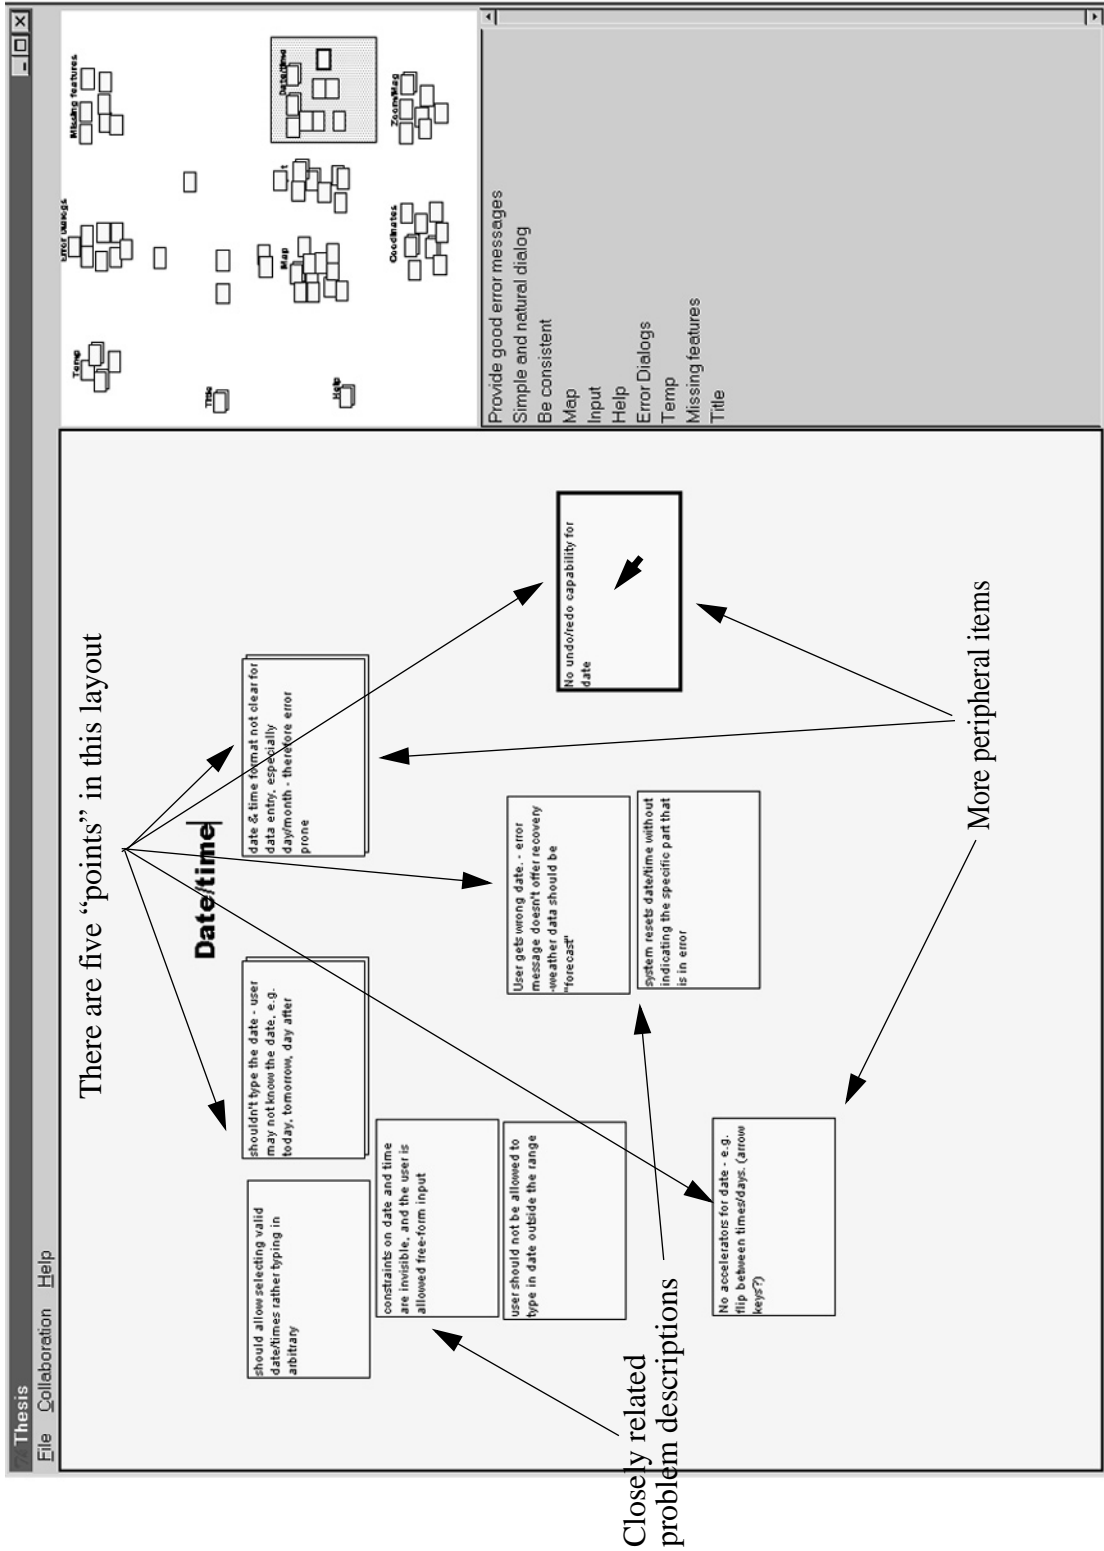 There are five “points” in this layout
Thesis
File Collaboration Help
Date/time
should allow selecting valid
date/times rather typing in
arbitrary
shouldn't type the date - user
may not know the date, e.g.
today, tomorrow, day after
date & time format not clear for
data entry, especially
day/month - therefore error
prone
constraints on date and time
are invisible, and the user is
allowed free-form input
user should not be allowed to
type in date outside the range
User gets wrong date. - error
message doesn't offer recovery
-weather data should be
"forecast"
system resets date/time without
indicating the specific part that
is in error
No undo/redo capability for
date
No accelerators for date - e.g.
flip between times/days. (arrow
keys?)
Closely related
problem descriptions
More peripheral items
Temp
Error Dialogs
Missing features
Title
Help
Map
t
Date/time
Coordinates
Zoom/Mag
Provide good error messages
Simple and natural dialog
Be consistent
Map
Input
Help
Error Dialogs
Temp
Missing features
Title